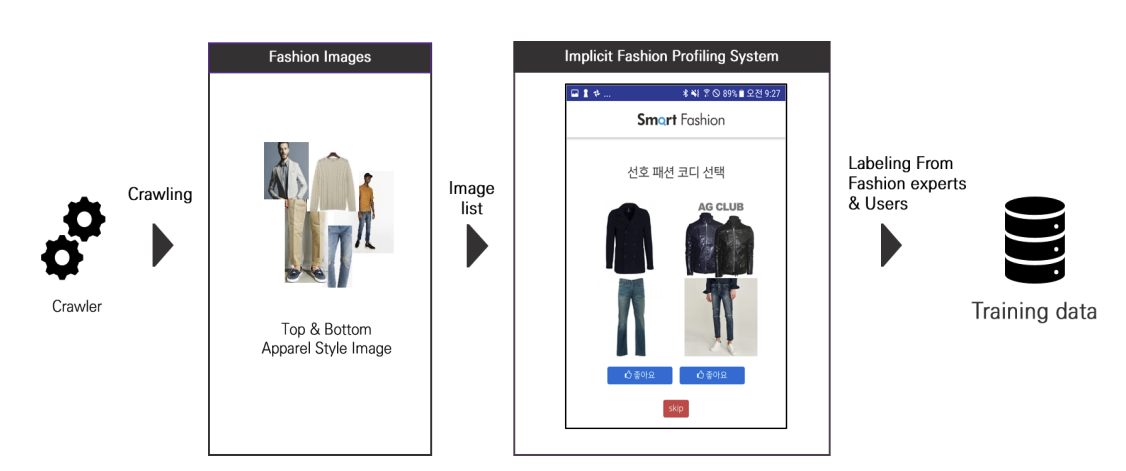 Crawler
Crawling
Fashion Images
Top & Bottom
Apparel Style Image
Image
list
Implicit Fashion Profiling System
... 89% 오전 9:27
Smart Fashion
선호 패션 코디 선택
AG CLUB
좋아요 좋아요
skip
Labeling From
Fashion experts
& Users
Training data